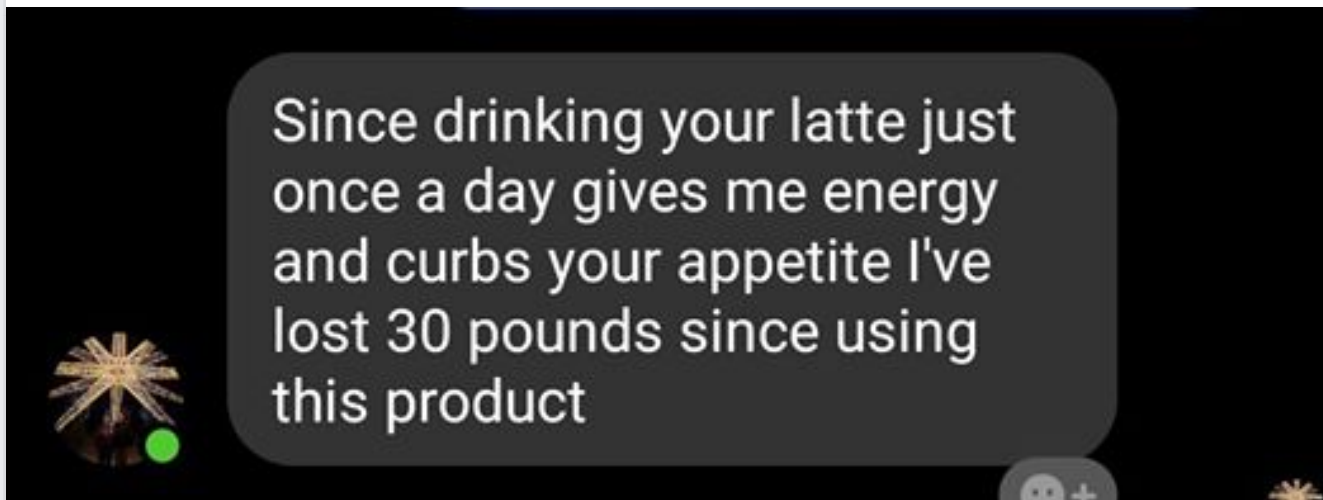 Since drinking your latte just
once a day gives me energy
and curbs your appetite I've
lost 30 pounds since using
this product